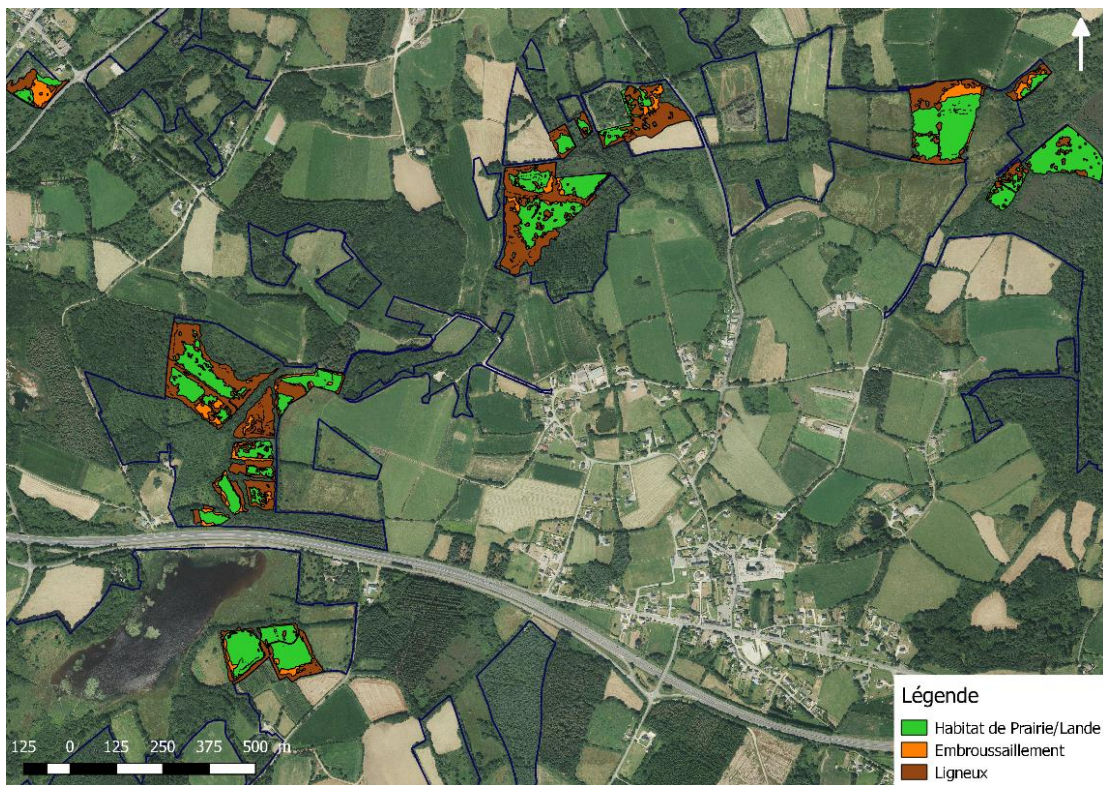 Légende
Habitat de Prairie/Lande
Embroussaillement
Ligneux
125 0 125 250 375 500 m